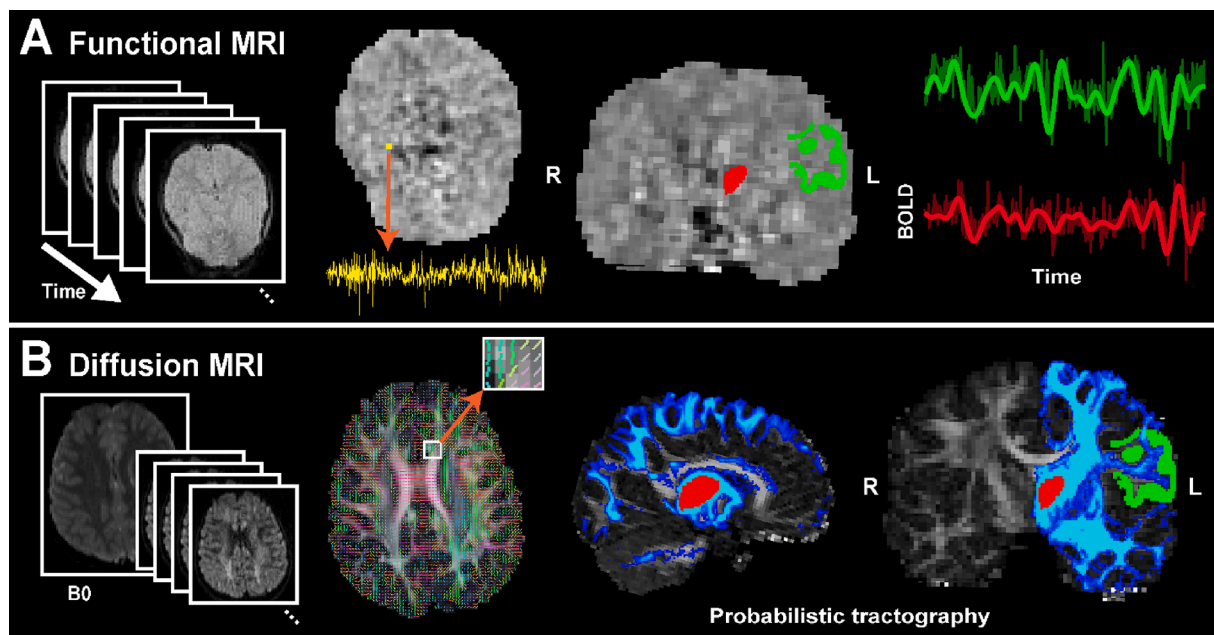 A Functional MRI
Time
R
L
BOLD
Time
B Diffusion MRI
B0
R
L
Probabilistic tractography